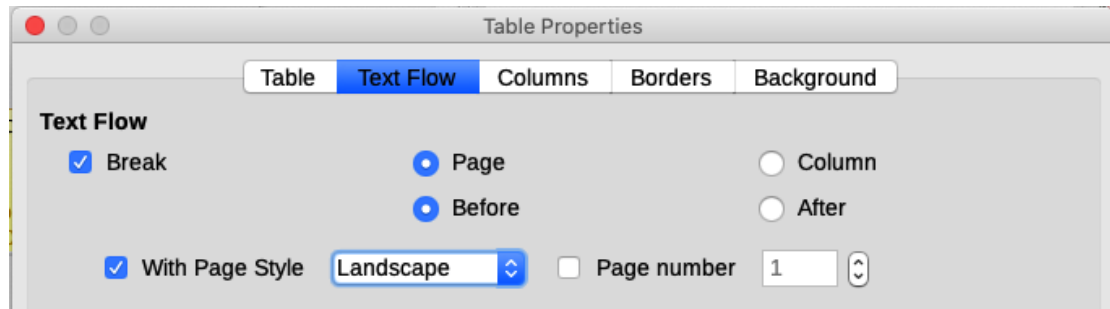 Table Properties
Table Text Flow Columns Borders Background
Text Flow
Break Page Column
Before After
With Page Style Landscape Page number 1